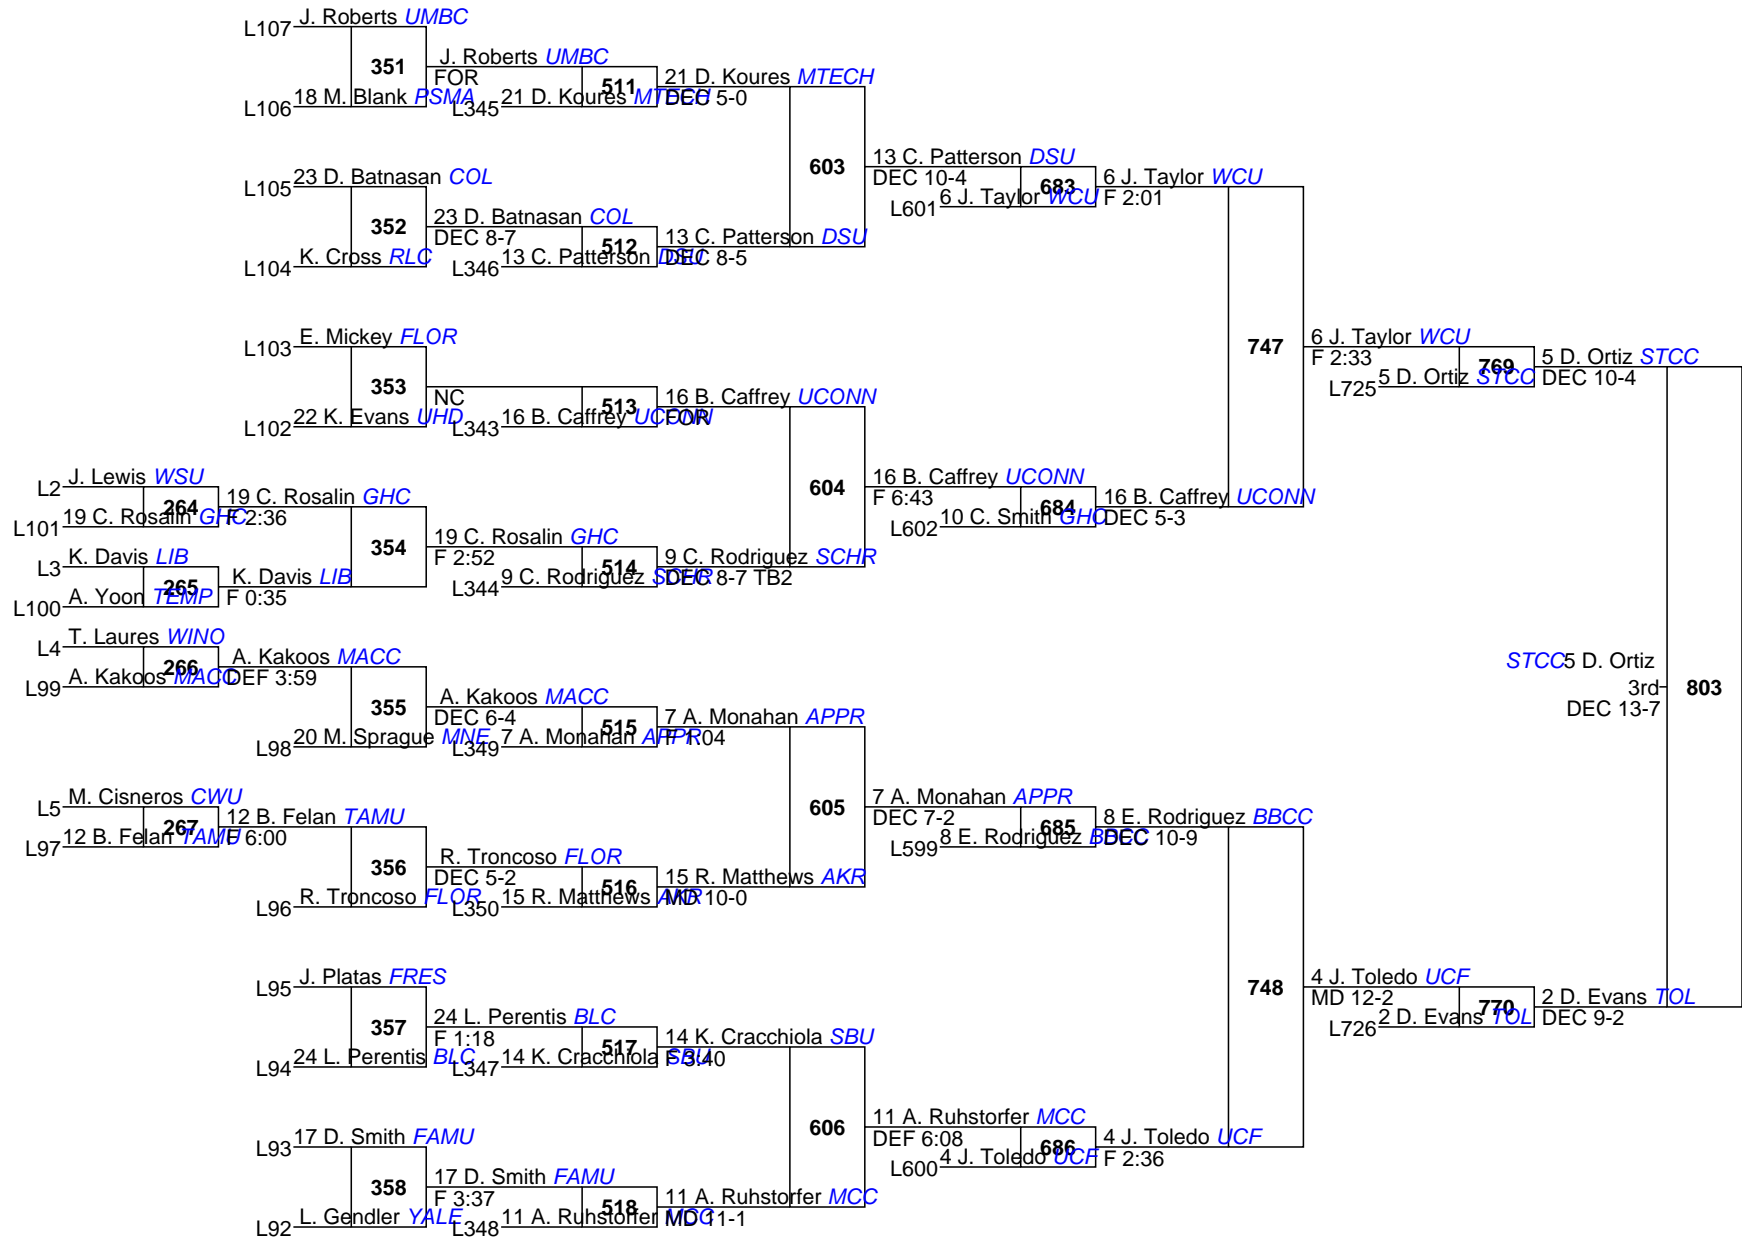 J. Roberts UMBC
L107
351
J. Roberts UMBC
FOR
18 M. Blank PSMA
L106
511
21 D. Koures MTECH
L345
21 D. Koures MTECH
DEC 5-0
23 D. Batnasan COL
L105
352
23 D. Batnasan COL
DEC 8-7
K. Cross RLC
L104
512
13 C. Patterson DSU
L346
13 C. Patterson DSU
DEC 8-5
603
13 C. Patterson DSU
DEC 10-4
683
6 J. Taylor WCU
L601
6 J. Taylor WCU
F 2:01
E. Mickey FLOR
L103
353
NC
22 K. Evans UHD
L102
513
16 B. Caffrey UCONN
L343
16 B. Caffrey UCONN
FOR
J. Lewis WSU
L2
264
19 C. Rosalin GHC
L101
19 C. Rosalin GHC
F 2:36
K. Davis LIB
L3
265
A. Yoon TEMP
L100
K. Davis LIB
F 0:35
354
19 C. Rosalin GHC
F 2:52
514
9 C. Rodriguez SCHR
L344
9 C. Rodriguez SCHR
DEC 8-7 TB2
604
16 B. Caffrey UCONN
F 6:43
684
10 C. Smith GHC
L602
16 B. Caffrey UCONN
DEC 5-3
747
6 J. Taylor WCU
F 2:33
769
5 D. Ortiz STCC
L725
5 D. Ortiz STCC
DEC 10-4
T. Laures WINO
L4
266
A. Kakoos MACC
L99
A. Kakoos MACC
DEF 3:59
355
20 M. Sprague MNE
L98
A. Kakoos MACC
DEC 6-4
515
7 A. Monahan APPR
L349
7 A. Monahan APPR
F 1:04
M. Cisneros CWU
L5
267
12 B. Felan TAMU
L97
12 B. Felan TAMU
F 6:00
356
R. Troncoso FLOR
L96
R. Troncoso FLOR
DEC 5-2
516
15 R. Matthews AKR
L350
15 R. Matthews AKR
MD 10-0
605
7 A. Monahan APPR
DEC 7-2
685
8 E. Rodriguez BBCC
L599
8 E. Rodriguez BBCC
DEC 10-9
J. Platas FRES
L95
357
24 L. Perentis BLC
L94
24 L. Perentis BLC
F 1:18
517
14 K. Cracchiola SBU
L347
14 K. Cracchiola SBU
F 3:40
17 D. Smith FAMU
L93
358
L. Gendler YALE
L92
17 D. Smith FAMU
F 3:37
518
11 A. Ruhstorfer MCC
L348
11 A. Ruhstorfer MCC
MD 11-1
606
11 A. Ruhstorfer MCC
DEF 6:08
686
4 J. Toledo UCF
L600
4 J. Toledo UCF
F 2:36
748
4 J. Toledo UCF
MD 12-2
770
2 D. Evans TOL
L726
2 D. Evans TOL
DEC 9-2
STCC 5 D. Ortiz
3rd
803
DEC 13-7